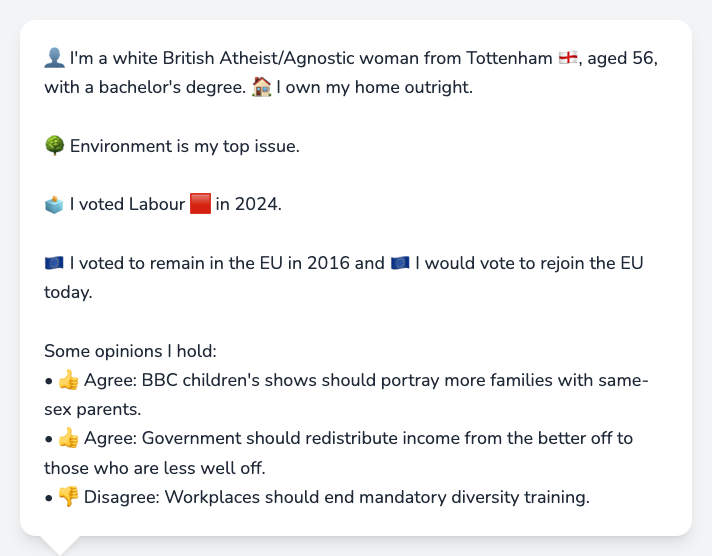 👤 I'm a white British Atheist/Agnostic woman from Tottenham 🏴󠁧󠁢󠁥󠁮󠁧󠁿, aged 56,
with a bachelor's degree. 🏠 I own my home outright.
🌳 Environment is my top issue.
🗳️ I voted Labour 🟥 in 2024.
🇪🇺 I voted to remain in the EU in 2016 and 🇪🇺 I would vote to rejoin the EU
today.
Some opinions I hold:
• 👍 Agree: BBC children's shows should portray more families with same-
sex parents.
• 👍 Agree: Government should redistribute income from the better off to
those who are less well off.
• 👎 Disagree: Workplaces should end mandatory diversity training.